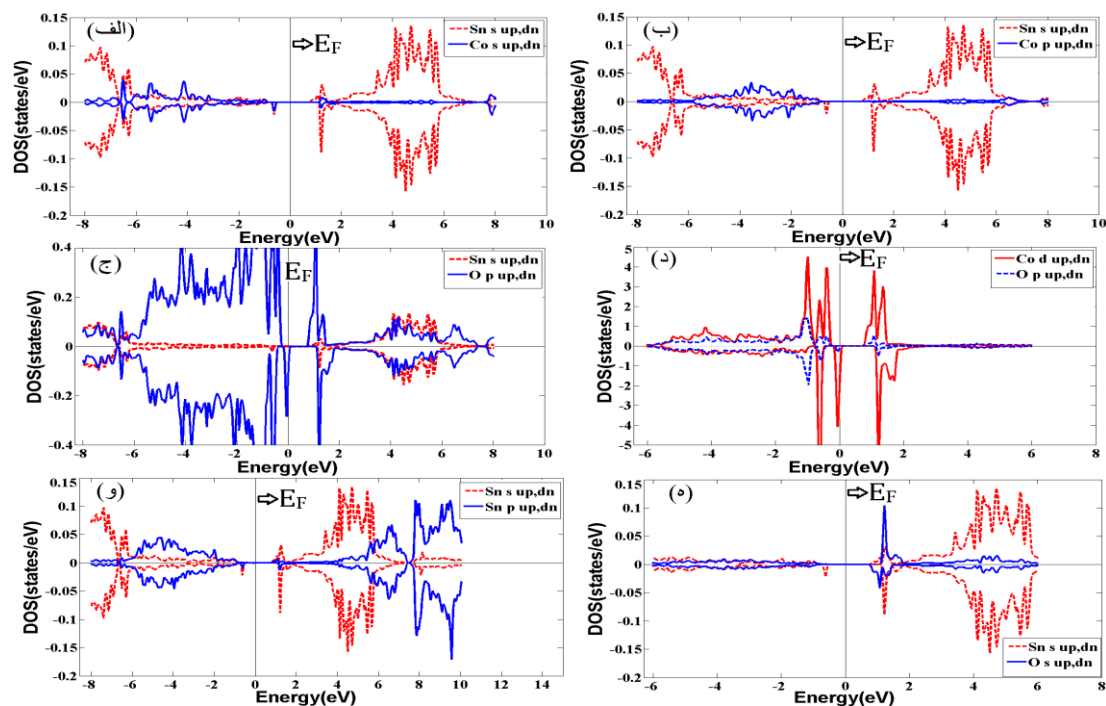 (الف)
⇨E_F
Sn s up,dn
Co s up,dn
DOS(states/eV)
0.15
0.1
0.05
0
-0.05
-0.1
-0.15
-0.2
-8 -6 -4 -2 0 2 4 6 8 10
Energy(eV)
(ب)
⇨E_F
Sn s up,dn
Co p up,dn
DOS(states/eV)
0.15
0.1
0.05
0
-0.05
-0.1
-0.15
-0.2
-8 -6 -4 -2 0 2 4 6 8 10
Energy(eV)
(ج)
E_F
Sn s up,dn
O p up,dn
DOS(states/eV)
0.4
0.2
0
-0.2
-0.4
-8 -6 -4 -2 0 2 4 6 8 10
Energy(eV)
(د)
⇨E_F
Co d up,dn
O p up,dn
DOS(states/eV)
5
4
3
2
1
0
-1
-2
-3
-4
-5
-6 -4 -2 0 2 4 6 8
Energy(eV)
(و)
⇨E_F
Sn s up,dn
Sn p up,dn
DOS(states/eV)
0.15
0.1
0.05
0
-0.05
-0.1
-0.15
-0.2
-8 -6 -4 -2 0 2 4 6 8 10 12 14
Energy(eV)
(ه)
⇨E_F
DOS(states/eV)
0.15
0.1
0.05
0
-0.05
-0.1
-0.15
-0.2
Sn s up,dn
O s up,dn
-6 -4 -2 0 2 4 6 8
Energy(eV)